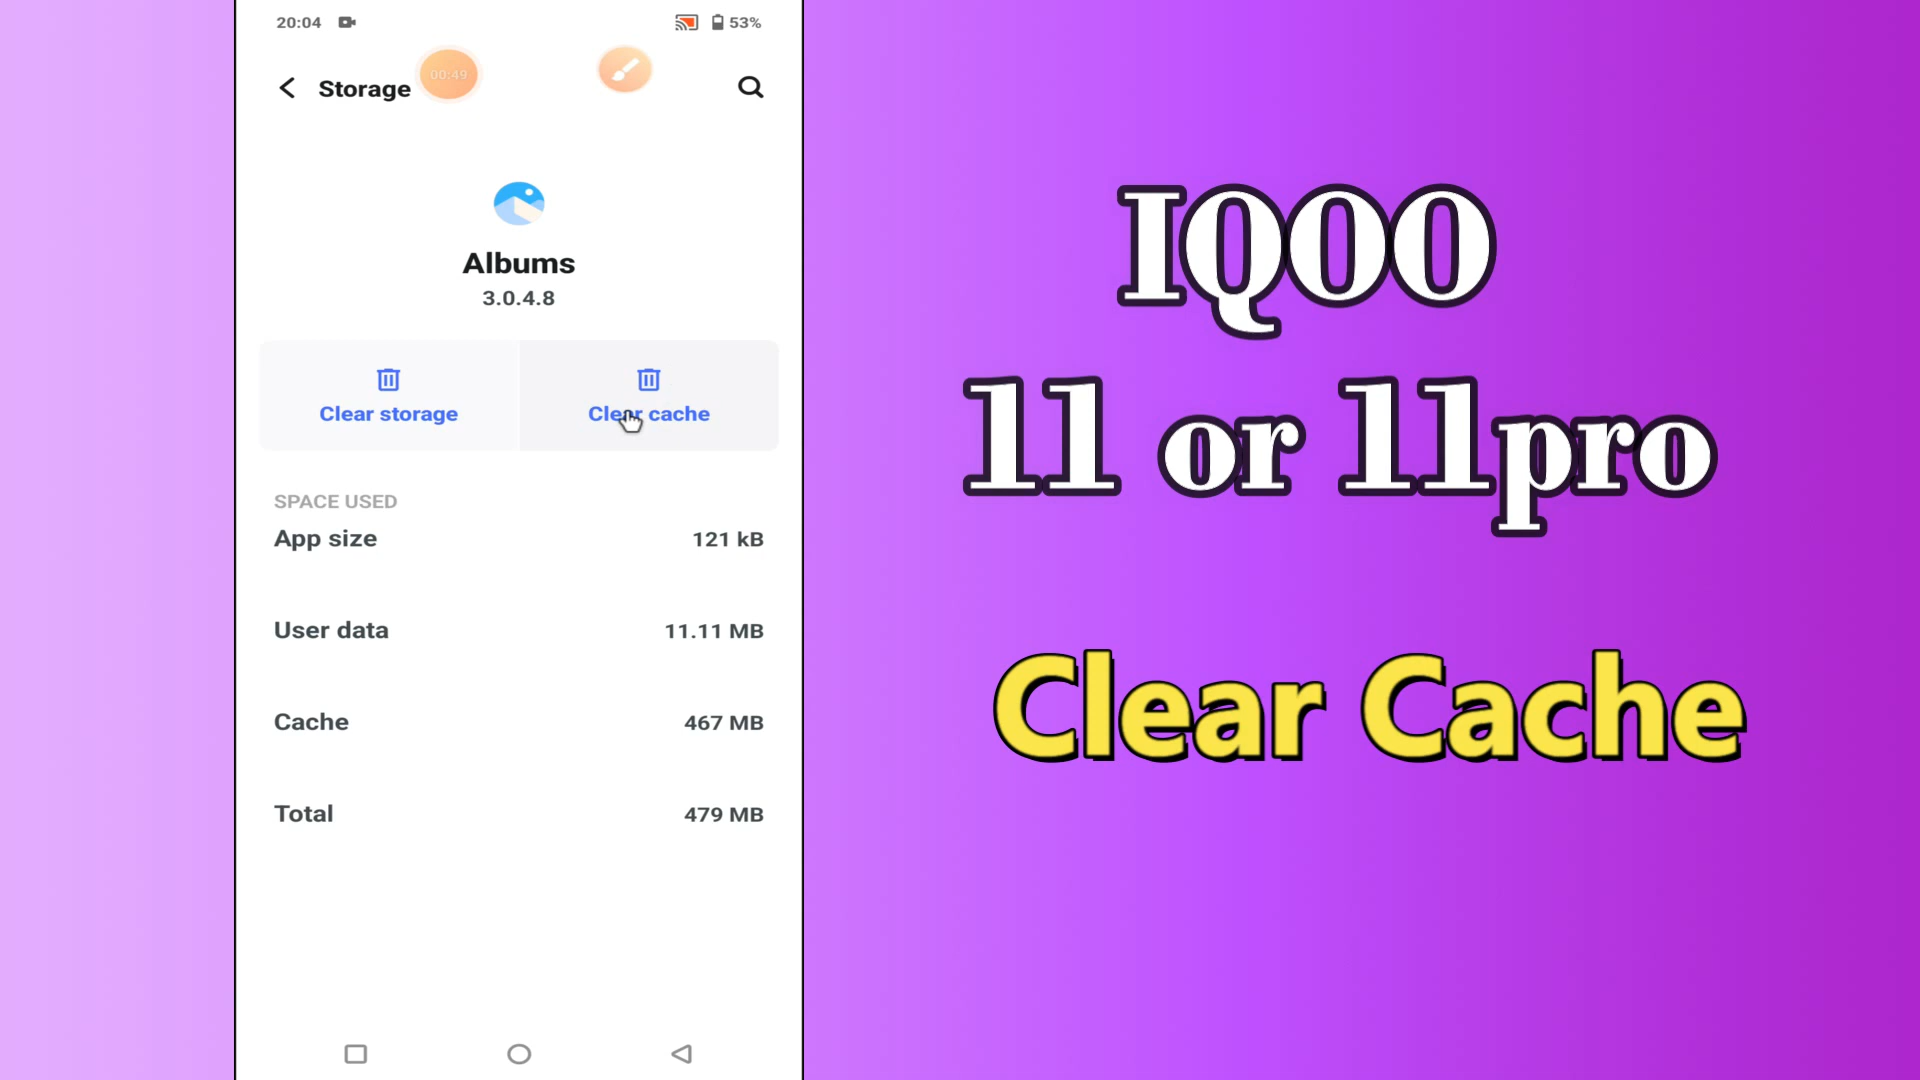 20:04
53%
Storage
00:49
Albums
3.0.4.8
Clear storage
Clear cache
SPACE USED
App size 121 kB
User data 11.11 MB
Cache 467 MB
Total 479 MB
IQOO
11 or 11pro
Clear Cache